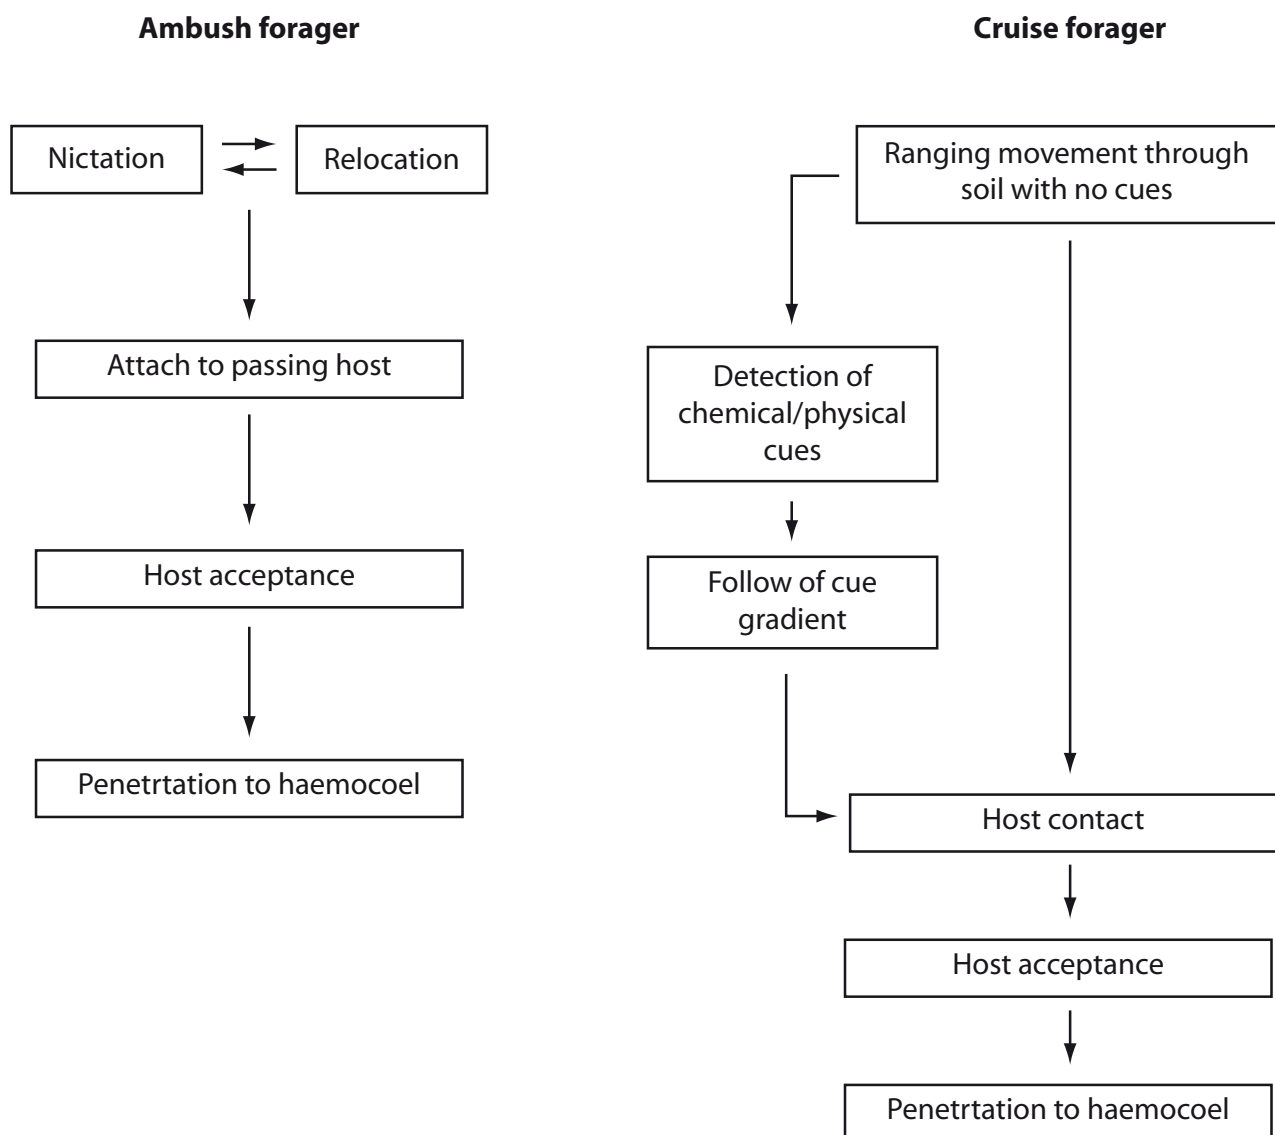 Ambush forager
Nictation
Relocation
Attach to passing host
Host acceptance
Penetrtation to haemocoel
Cruise forager
Ranging movement through
soil with no cues
Detection of
chemical/physical
cues
Follow of cue
gradient
Host contact
Host acceptance
Penetrtation to haemocoel